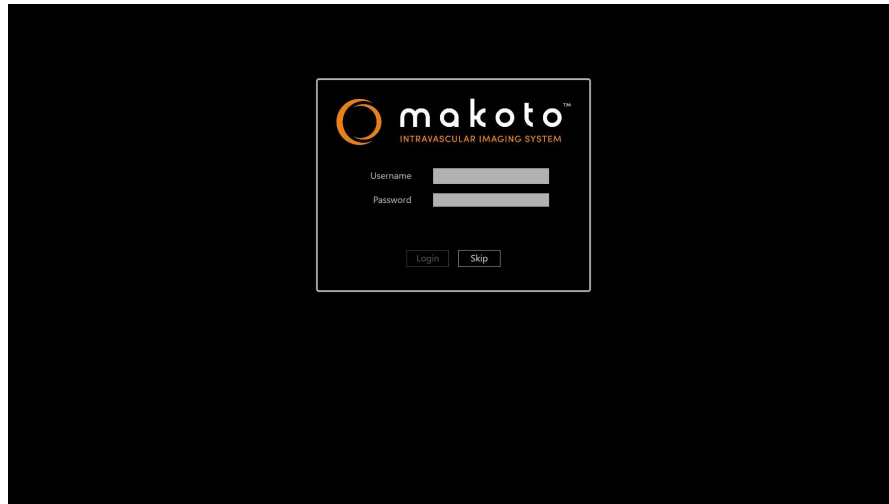 makoto™
INTRAVASCULAR IMAGING SYSTEM
Username
Password
Login Skip